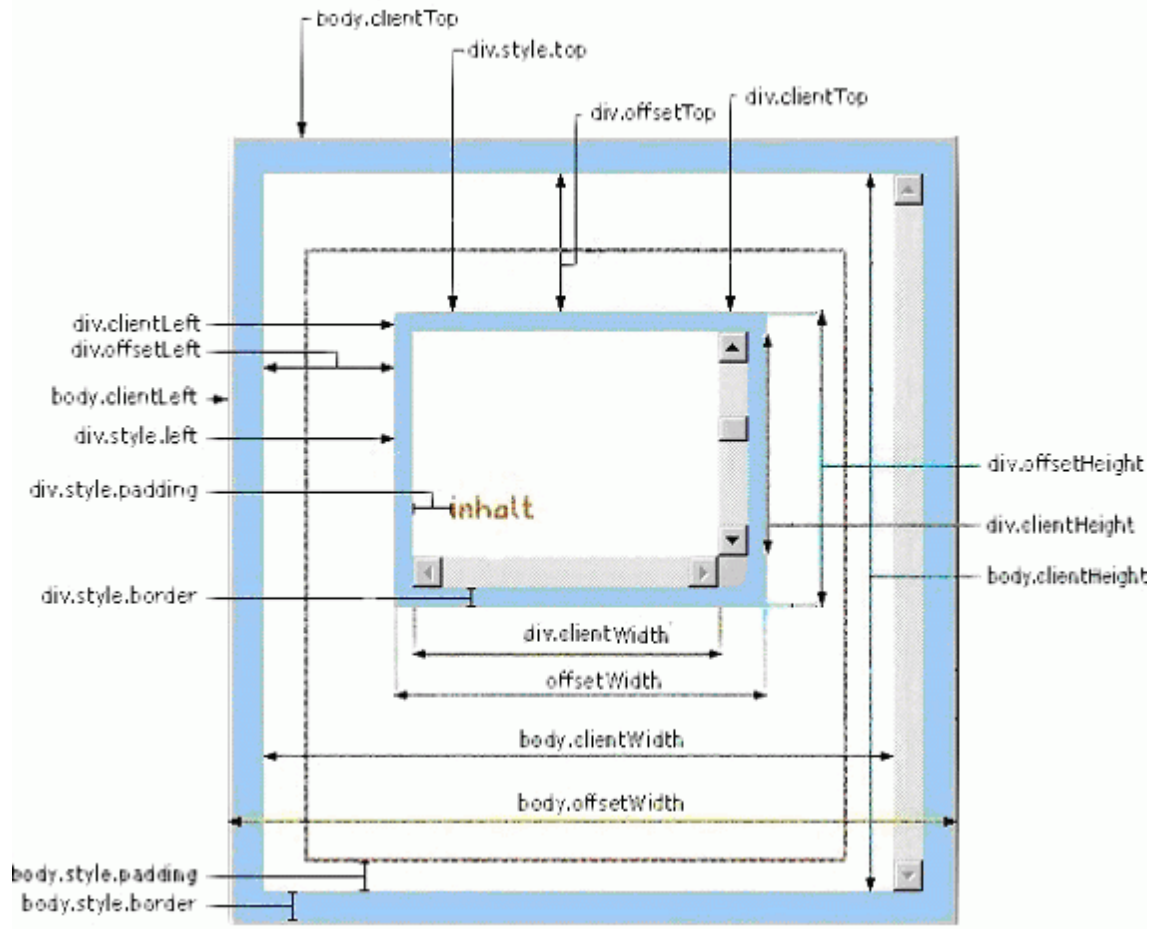 body.clientTop
div.style.top
div.offsetTop
div.clientTop
div.clientLeft
div.offsetLeft
body.clientLeft
div.style.left
div.style.padding
inhalt
div.offsetHeight
div.clientHeight
body.clientHeight
div.style.border
div.clientWidth
offsetWidth
body.clientWidth
body.offsetWidth
body.style.padding
body.style.border